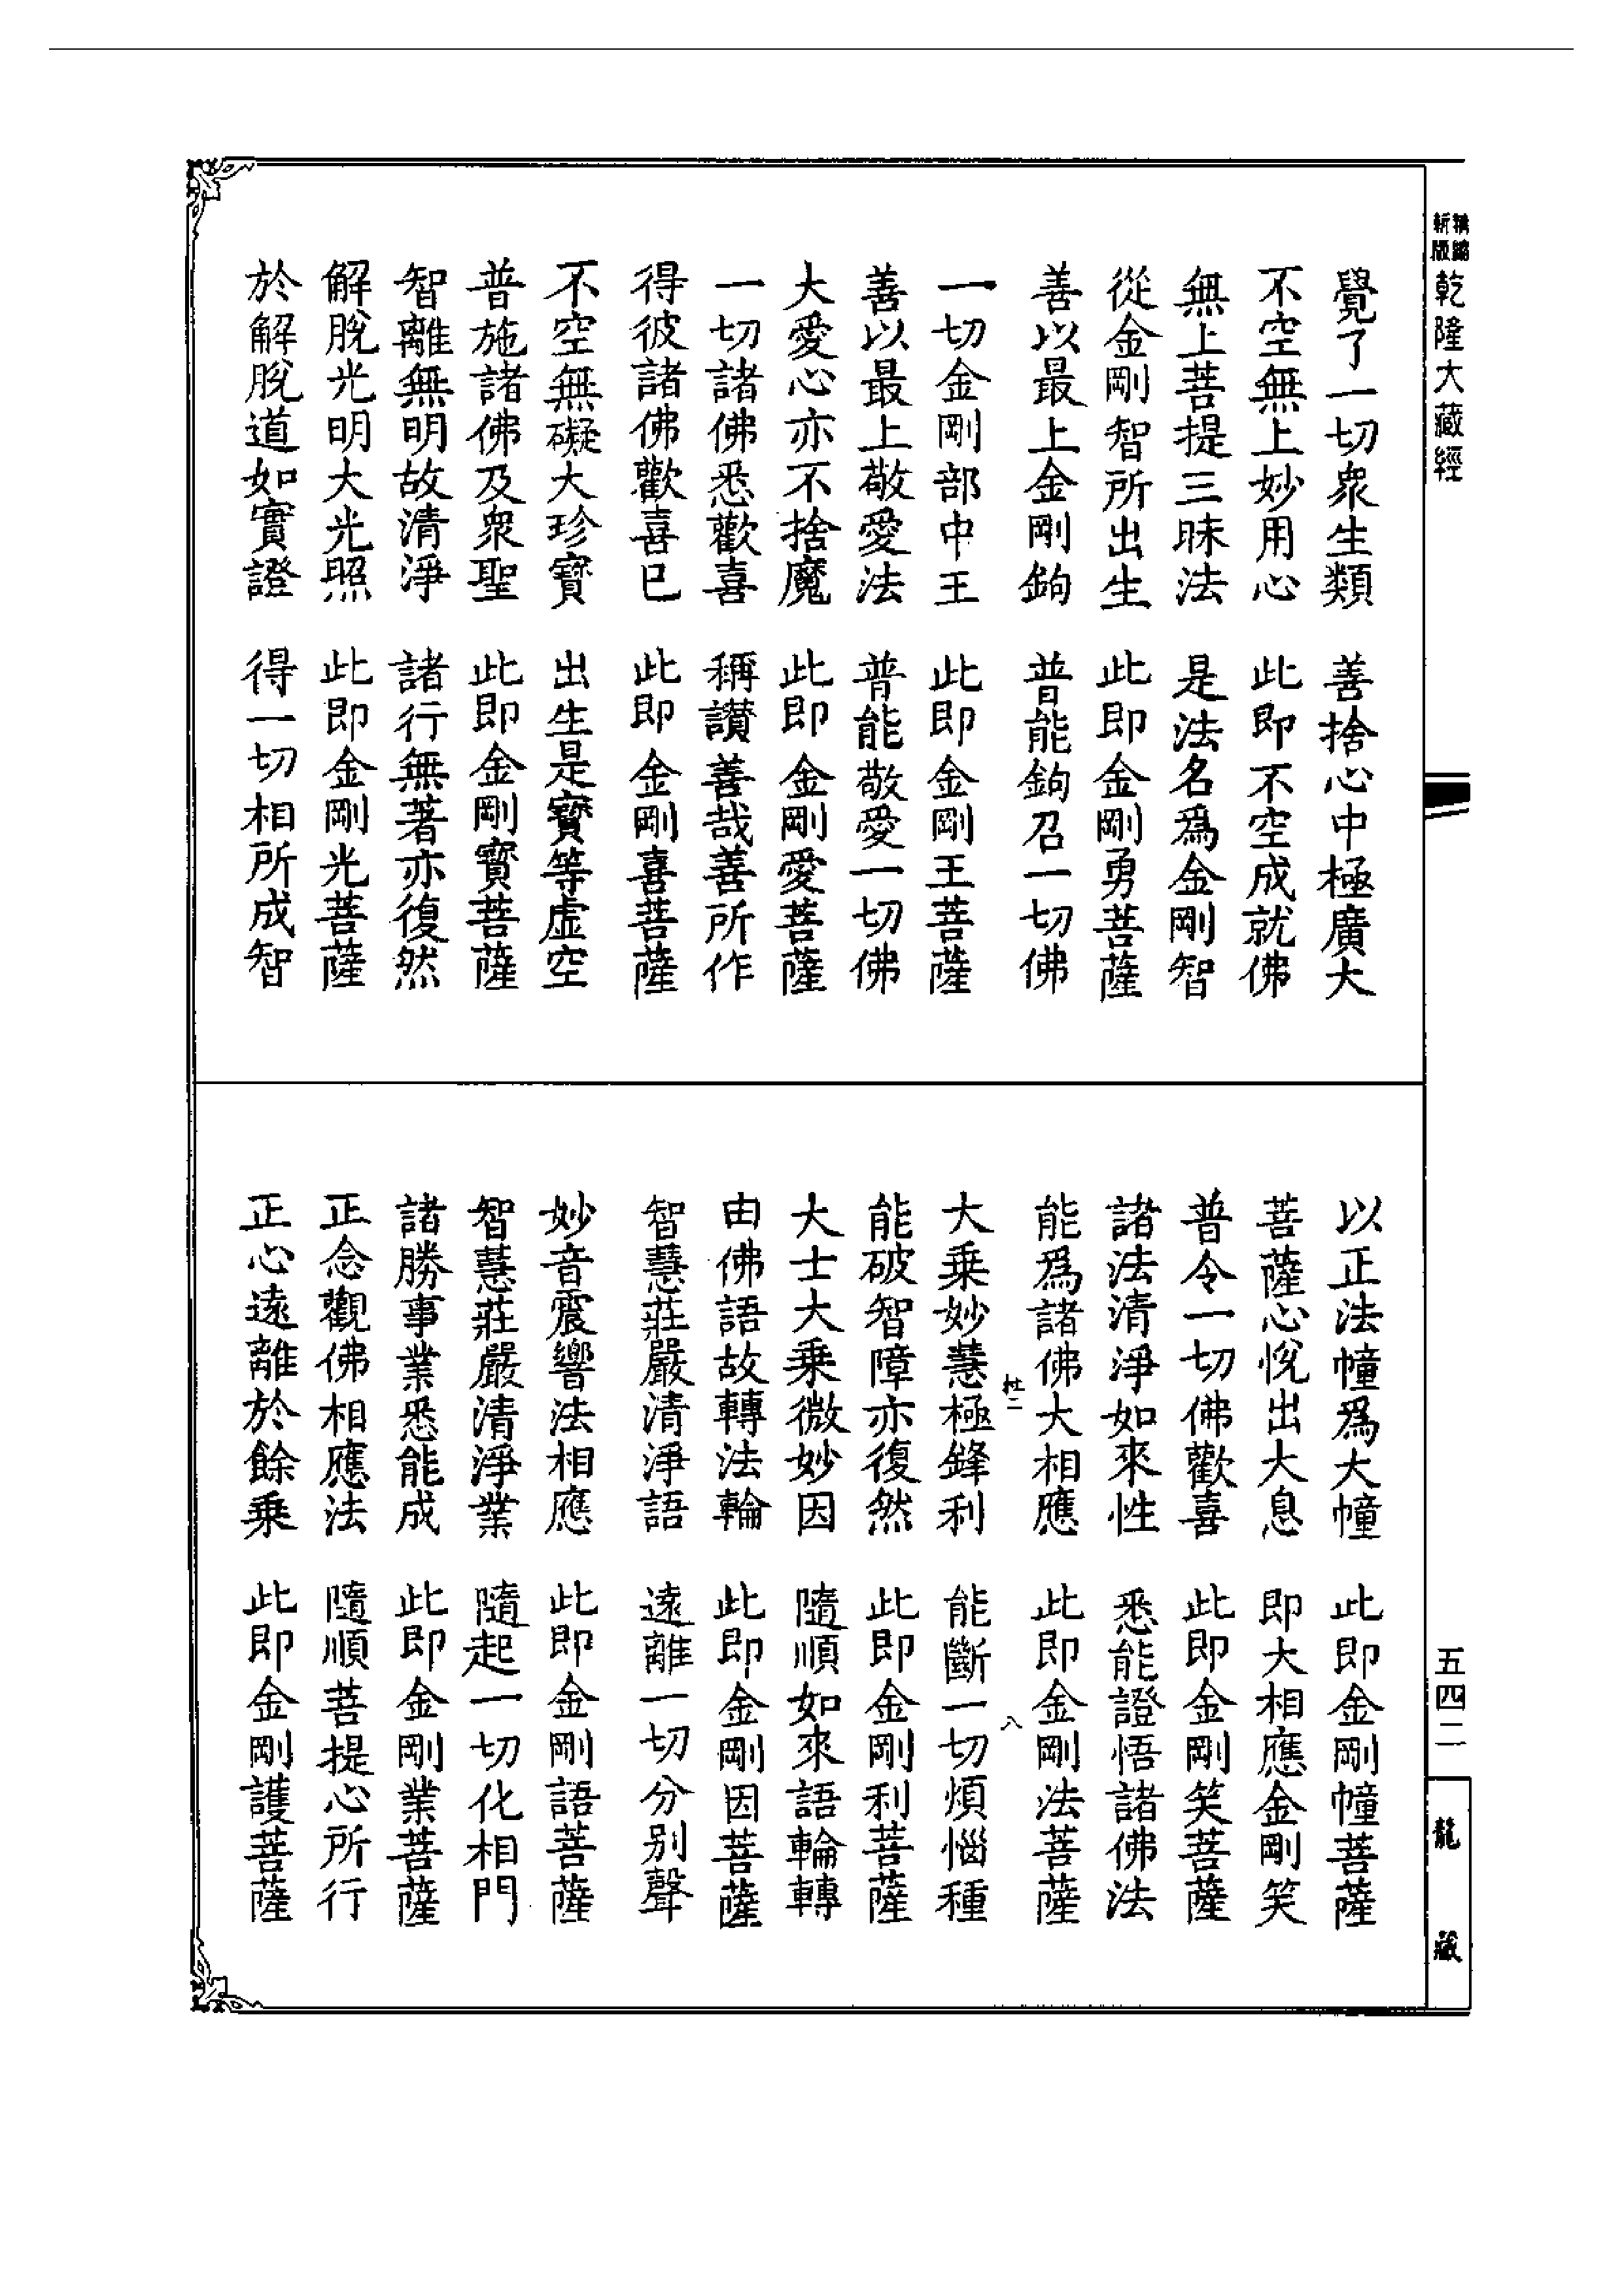 精縮新版乾隆大藏經
覺了一切衆生類　善捨心中極廣大
不空無上妙用心　此即不空成就佛
無上菩提三昧法　是法名爲金剛智
從金剛智所出生　此即金剛勇菩薩
善以最上金剛鉤　普能鉤召一切佛
一切金剛部中王　此即金剛王菩薩
善以最上敬愛法　普能敬愛一切佛
大愛心亦不捨魔　此即金剛愛菩薩
一切諸佛悉歡喜　稱讚善哉善所作
得彼諸佛歡喜已　此即金剛喜菩薩
不空無礙大珍寶　出生是寶等虛空
普施諸佛及衆聖　此即金剛寶菩薩
智離無明故清淨　諸行無著亦復然
解脫光明大光照　此即金剛光菩薩
於解脫道如實證　得一切相所成智
以正法幢爲大幢　此即金剛幢菩薩
菩薩心悅出大息　即大相應金剛笑
普令一切佛歡喜　此即金剛笑菩薩
諸法清淨如來性　悉能證悟諸佛法
能爲諸佛大相應　此即金剛法菩薩
八
大乗妙慧極鋒利　能斷一切煩惱種
能破智障亦復然　此即金剛利菩薩
大士大乗微妙因　隨順如來語輪轉
由佛語故轉法輪　此即金剛因菩薩
智慧莊嚴清淨語　遠離一切分别聲
妙音震響法相應　此即金剛語菩薩
智慧莊嚴清淨業　隨起一切化相門
諸勝事業悉能成　此即金剛業菩薩
正念觀佛相應法　隨順菩提心所行
正心遠離於餘乗　此即金剛護菩薩
五四二
龍藏